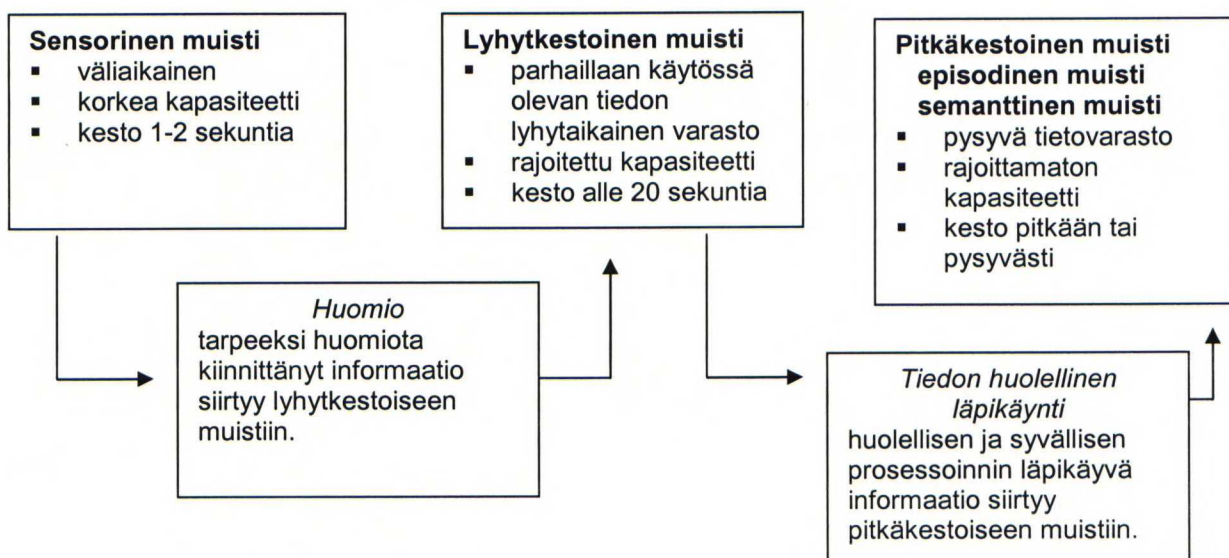 Sensorinen muisti
▪ väliaikainen
▪ korkea kapasiteetti
▪ kesto 1-2 sekuntia
Huomio
tarpeeksi huomiota
kiinnittänyt informaatio
siirtyy lyhytkestoiseen
muistiin.
Lyhytkestoinen muisti
▪ parhaillaan käytössä
olevan tiedon
lyhytaikainen varasto
▪ rajoitettu kapasiteetti
▪ kesto alle 20 sekuntia
Tiedon huolellinen
läpikäynti
huolellisen ja syvällisen
prosessoinnin läpikäyvä
informaatio siirtyy
pitkäkestoiseen muistiin.
Pitkäkestoinen muisti
episodinen muisti
semanttinen muisti
▪ pysyvä tietovarasto
▪ rajoittamaton
kapasiteetti
▪ kesto pitkään tai
pysyvästi